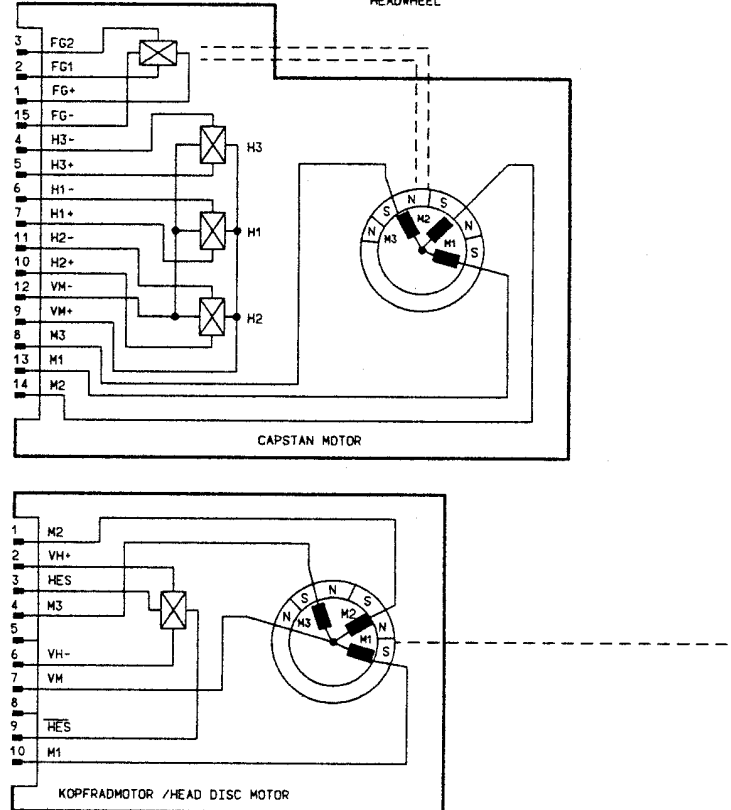 HEADWHEEL
3 FG2
2 FG1
1 FG+
15 FG-
4 H3-
5 H3+
6 H1-
7 H1+
11 H2-
10 H2+
12 VM-
9 VM+
8 M3
13 M1
14 M2
H3
H1
H2
N S N S N S
M3 M2 M1
CAPSTAN MOTOR
1 M2
2 VH+
3 HES
4 M3
5
6 VH-
7 VM
8
9 HES
10 M1
N S N S N S
M3 M2 M1
KOPFRADMOTOR /HEAD DISC MOTOR